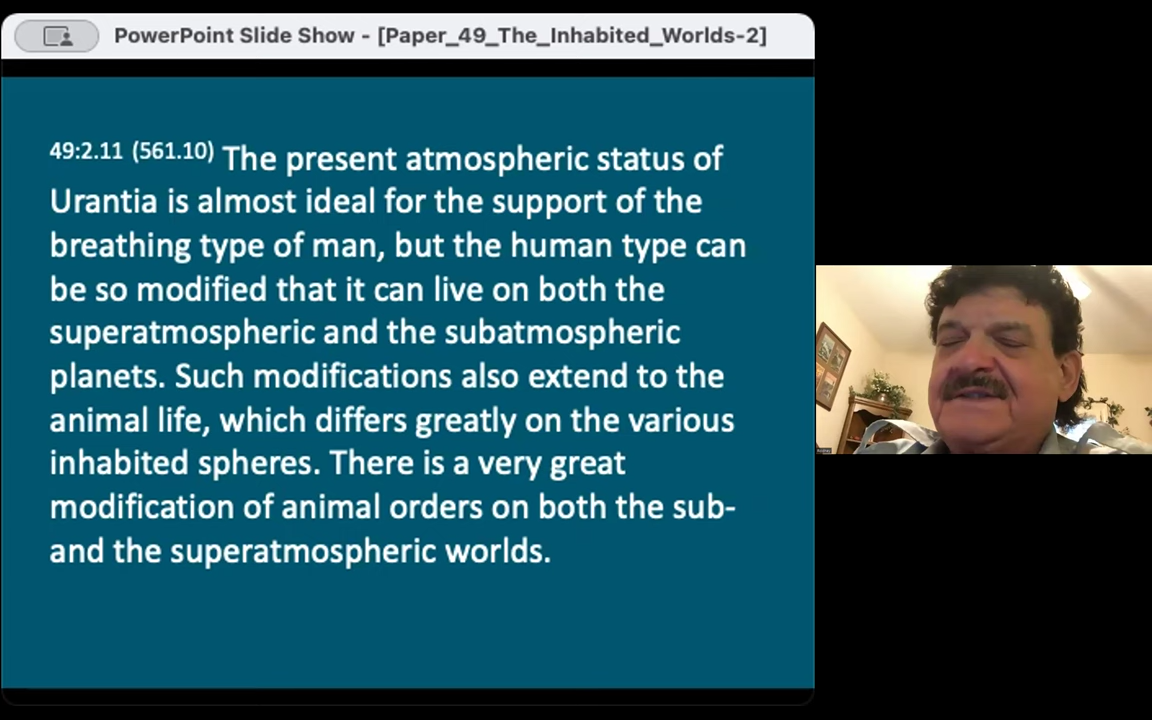 PowerPoint Slide Show - [Paper_49_The_Inhabited_Worlds-2]
49:2.11 (561.10) The present atmospheric status of
Urantia is almost ideal for the support of the
breathing type of man, but the human type can
be so modified that it can live on both the
superatmospheric and the subatmospheric
planets. Such modifications also extend to the
animal life, which differs greatly on the various
inhabited spheres. There is a very great
modification of animal orders on both the sub-
and the superatmospheric worlds.